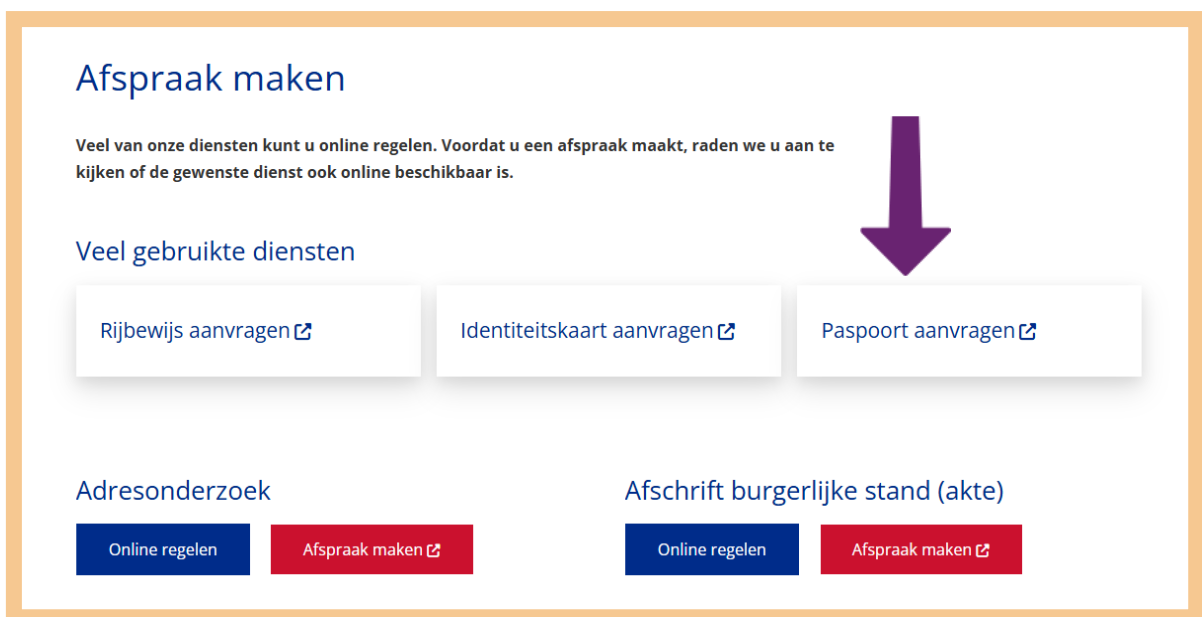 Afspraak maken
Veel van onze diensten kunt u online regelen. Voordat u een afspraak maakt, raden we u aan te
kijken of de gewenste dienst ook online beschikbaar is.
Veel gebruikte diensten
Rijbewijs aanvragen
Identiteitskaart aanvragen
Paspoort aanvragen
Adresonderzoek
Online regelen
Afspraak maken
Afschrift burgerlijke stand (akte)
Online regelen
Afspraak maken